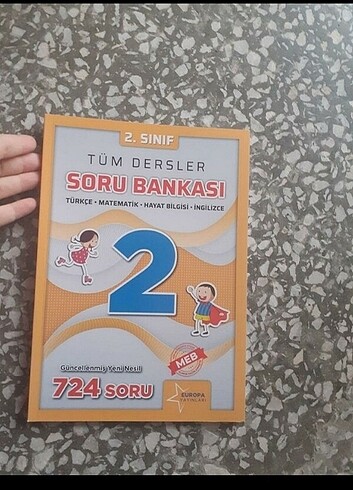 2. SINIF
TÜM DERSLER
SORU BANKASI
TÜRKÇE • MATEMATİK • HAYAT BİLGİSİ • İNGİLİZCE
2
Güncellenmiş Yeni Nesil
724 SORU
MEB
EUROPA
YAYINLARI